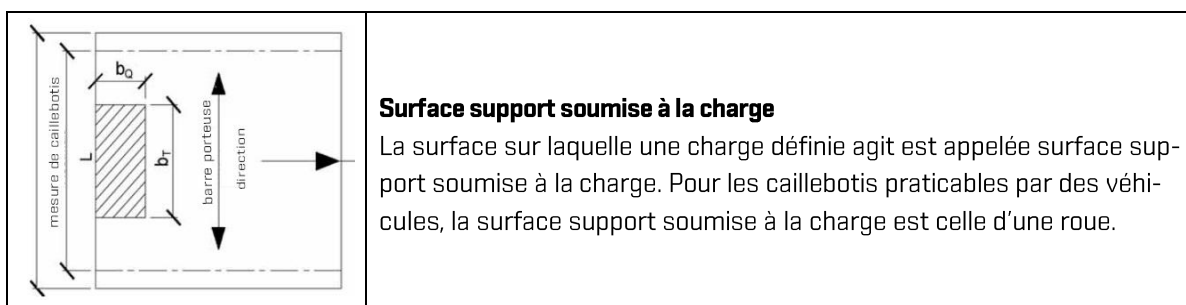 mesure de caillebotis
L
b_Q
b_T
barre porteuse
direction
Surface support soumise à la charge
La surface sur laquelle une charge définie agit est appelée surface sup-
port soumise à la charge. Pour les caillebotis praticables par des véhi-
cules, la surface support soumise à la charge est celle d’une roue.